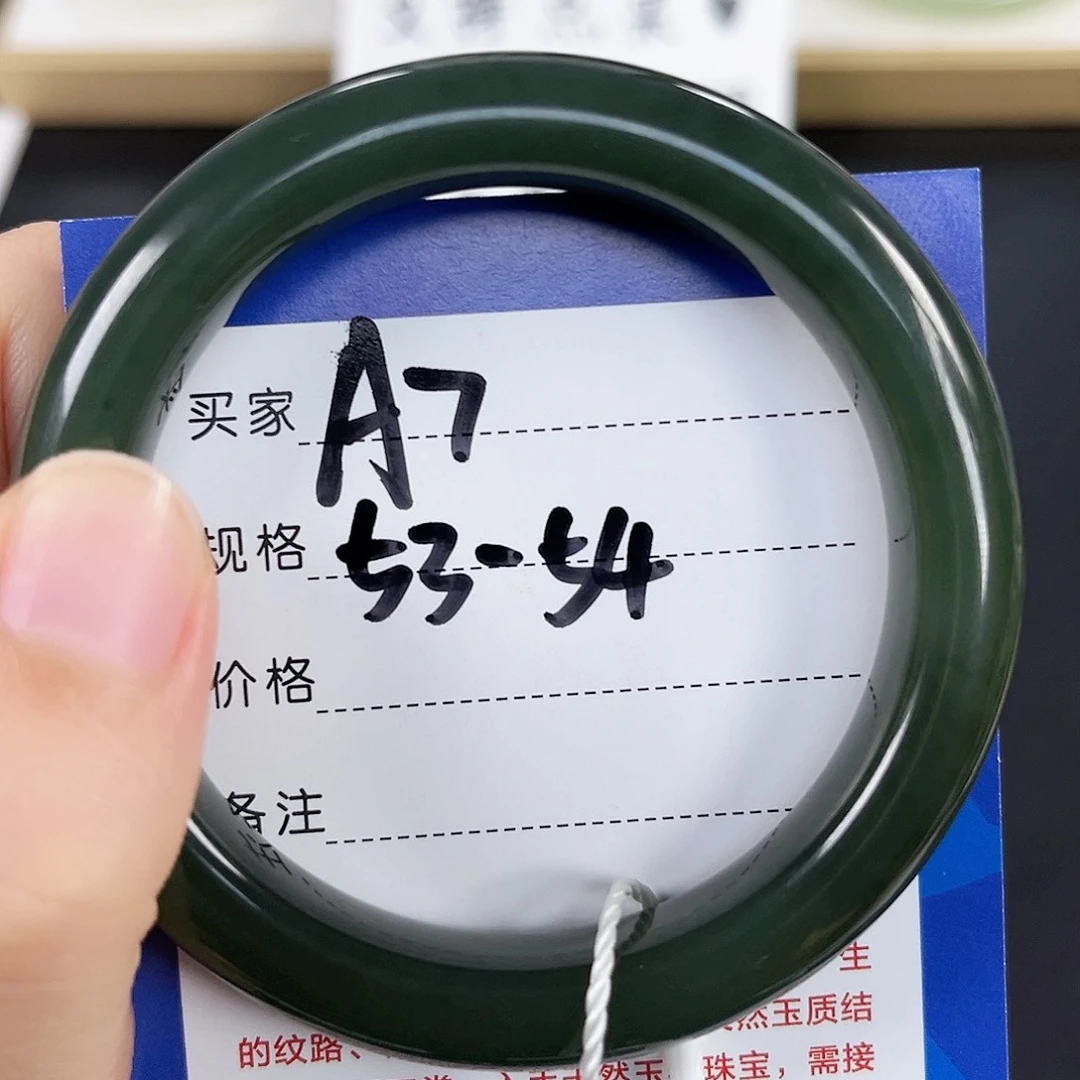 买家 A7
规格 53-54
价格
备注
生
然玉质结
的纹路、
然玉 珠宝，需接